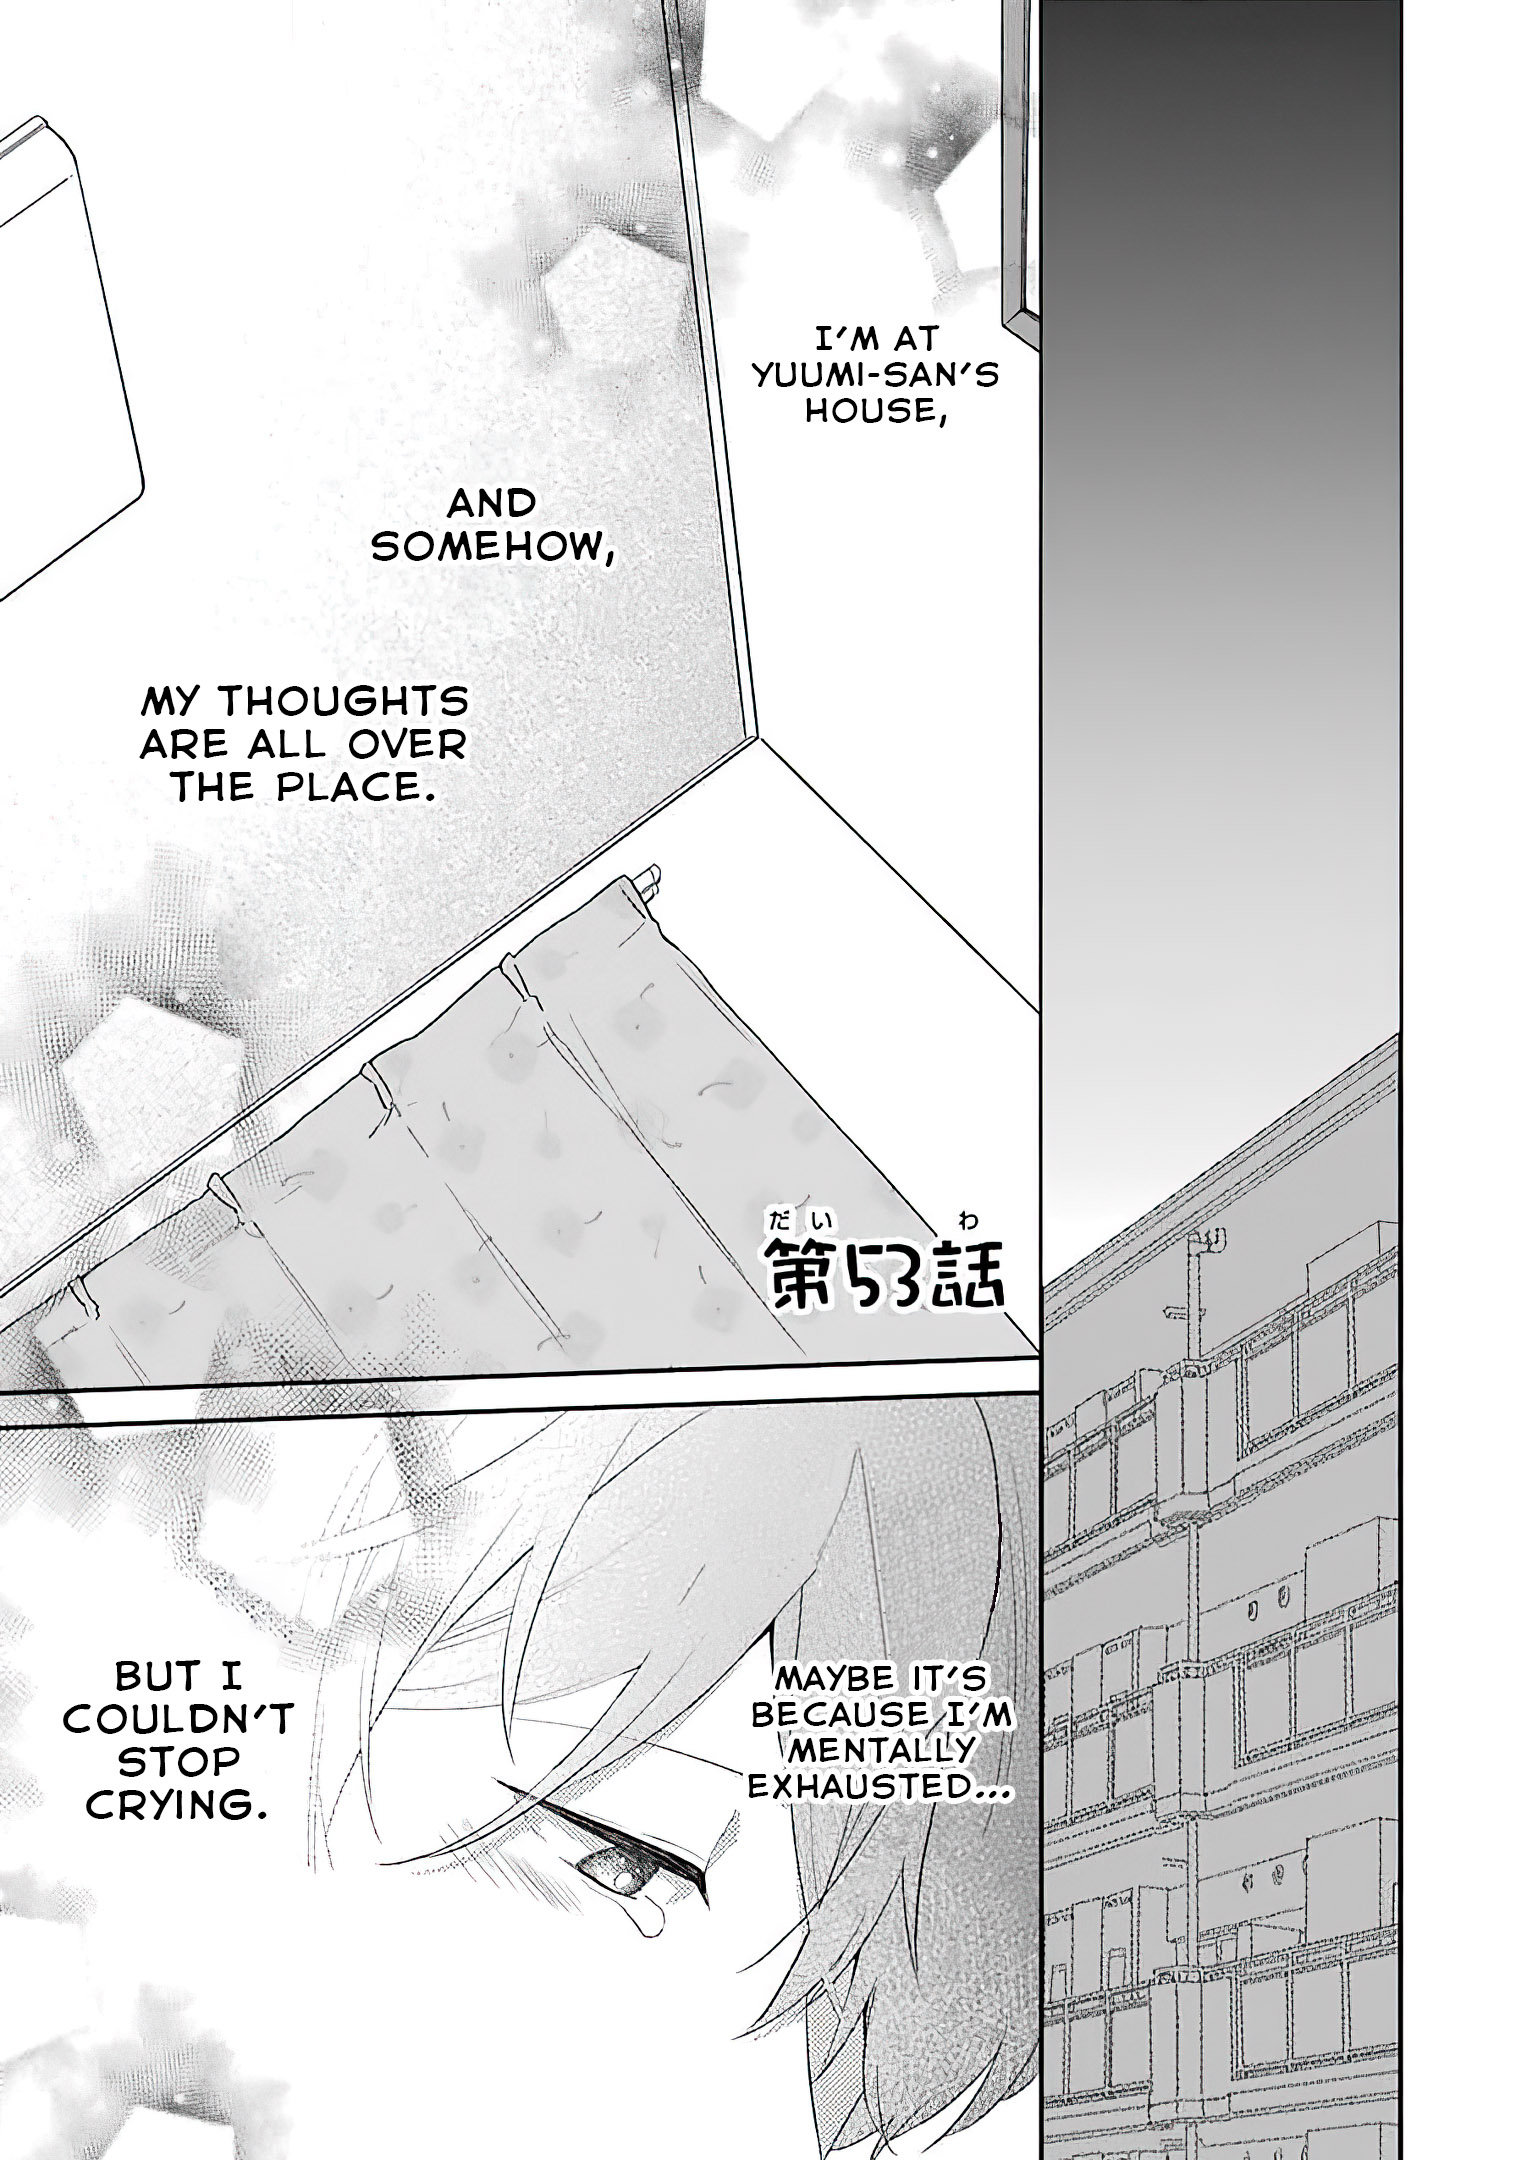 I'M AT
YUUMI-SAN'S
HOUSE,
AND
SOMEHOW,
MY THOUGHTS
ARE ALL OVER
THE PLACE.
だい わ
第53話
MAYBE IT'S
BECAUSE I'M
MENTALLY
EXHAUSTED...
BUT I
COULDN'T
STOP
CRYING.